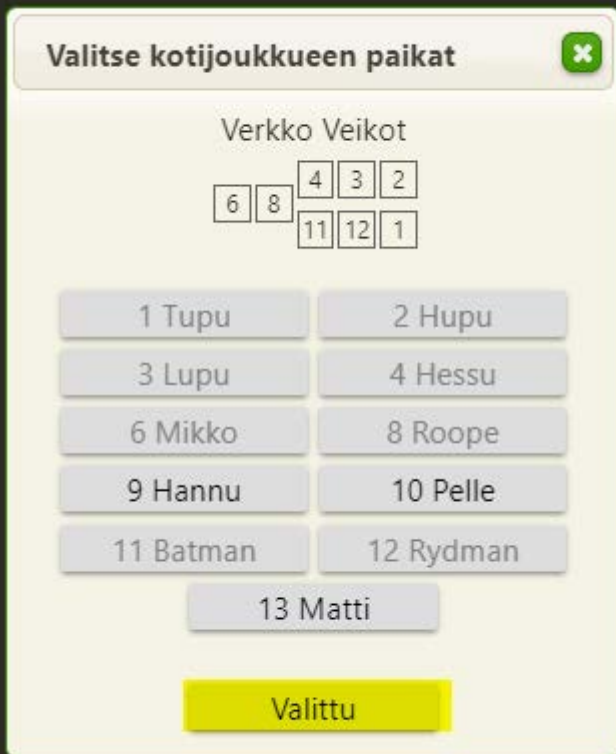 Valitse kotijoukkueen paikat
Verkko Veikot
4 3 2
6 8
11 12 1
1 Tupu 2 Hupu
3 Lupu 4 Hessu
6 Mikko 8 Roope
9 Hannu 10 Pelle
11 Batman 12 Rydman
13 Matti
Valittu